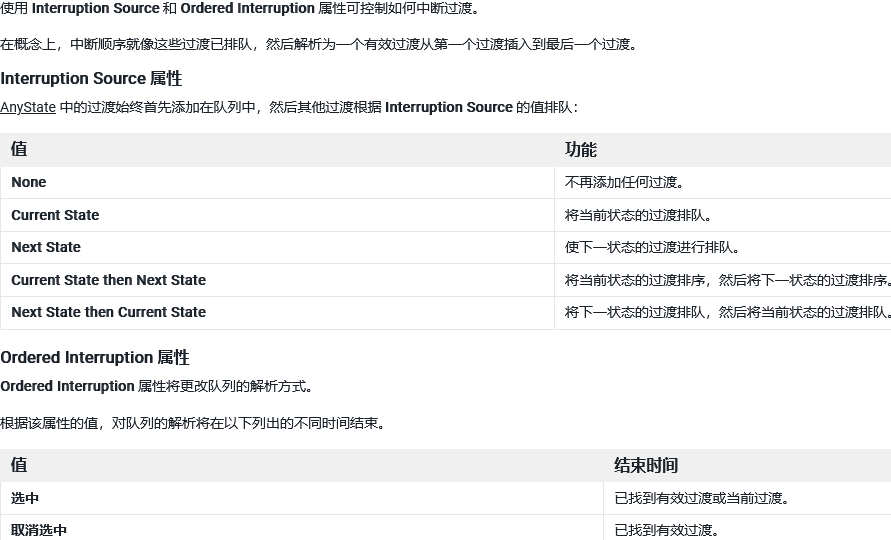 使用 Interruption Source 和 Ordered Interruption 属性可控制如何中断过渡。
在概念上，中断顺序就像这些过渡已排队，然后解析为一个有效过渡从第一个过渡插入到最后一个过渡。
Interruption Source 属性
AnyState 中的过渡始终首先添加在队列中，然后其他过渡根据 Interruption Source 的值排队：
值 功能
None 不再添加任何过渡。
Current State 将当前状态的过渡排队。
Next State 使下一状态的过渡进行排队。
Current State then Next State 将当前状态的过渡排序，然后将下一状态的过渡排序。
Next State then Current State 将下一状态的过渡排队，然后将当前状态的过渡排队。
Ordered Interruption 属性
Ordered Interruption 属性将更改队列的解析方式。
根据该属性的值，对队列的解析将在以下列出的不同时间结束。
值 结束时间
选中 已找到有效过渡或当前过渡。
取消选中 已找到有效过渡。